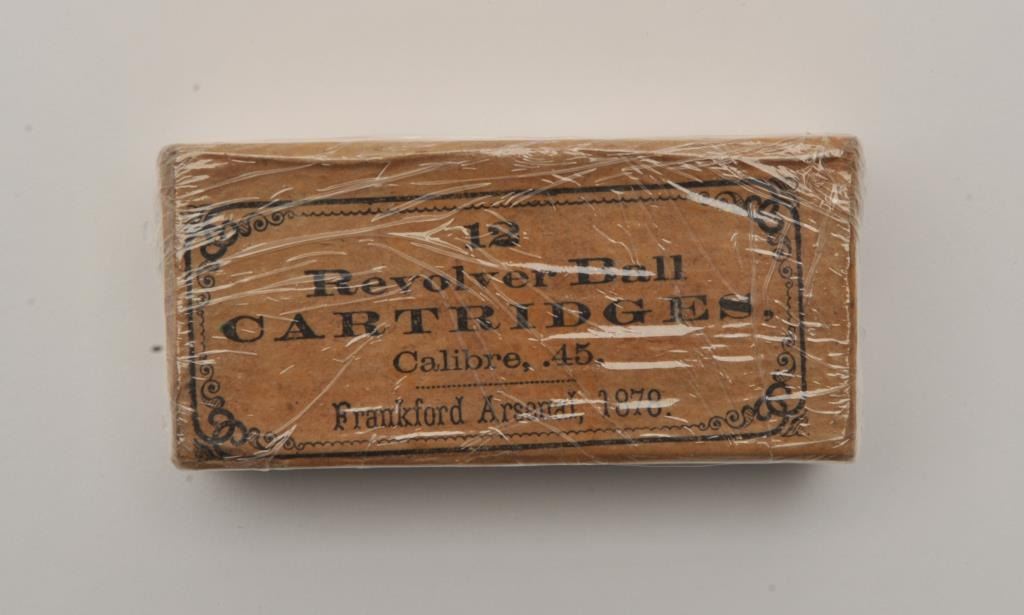 12
Revolver Ball
CARTRIDGES,
Calibre, .45.
Frankford Arsenal, 1878.